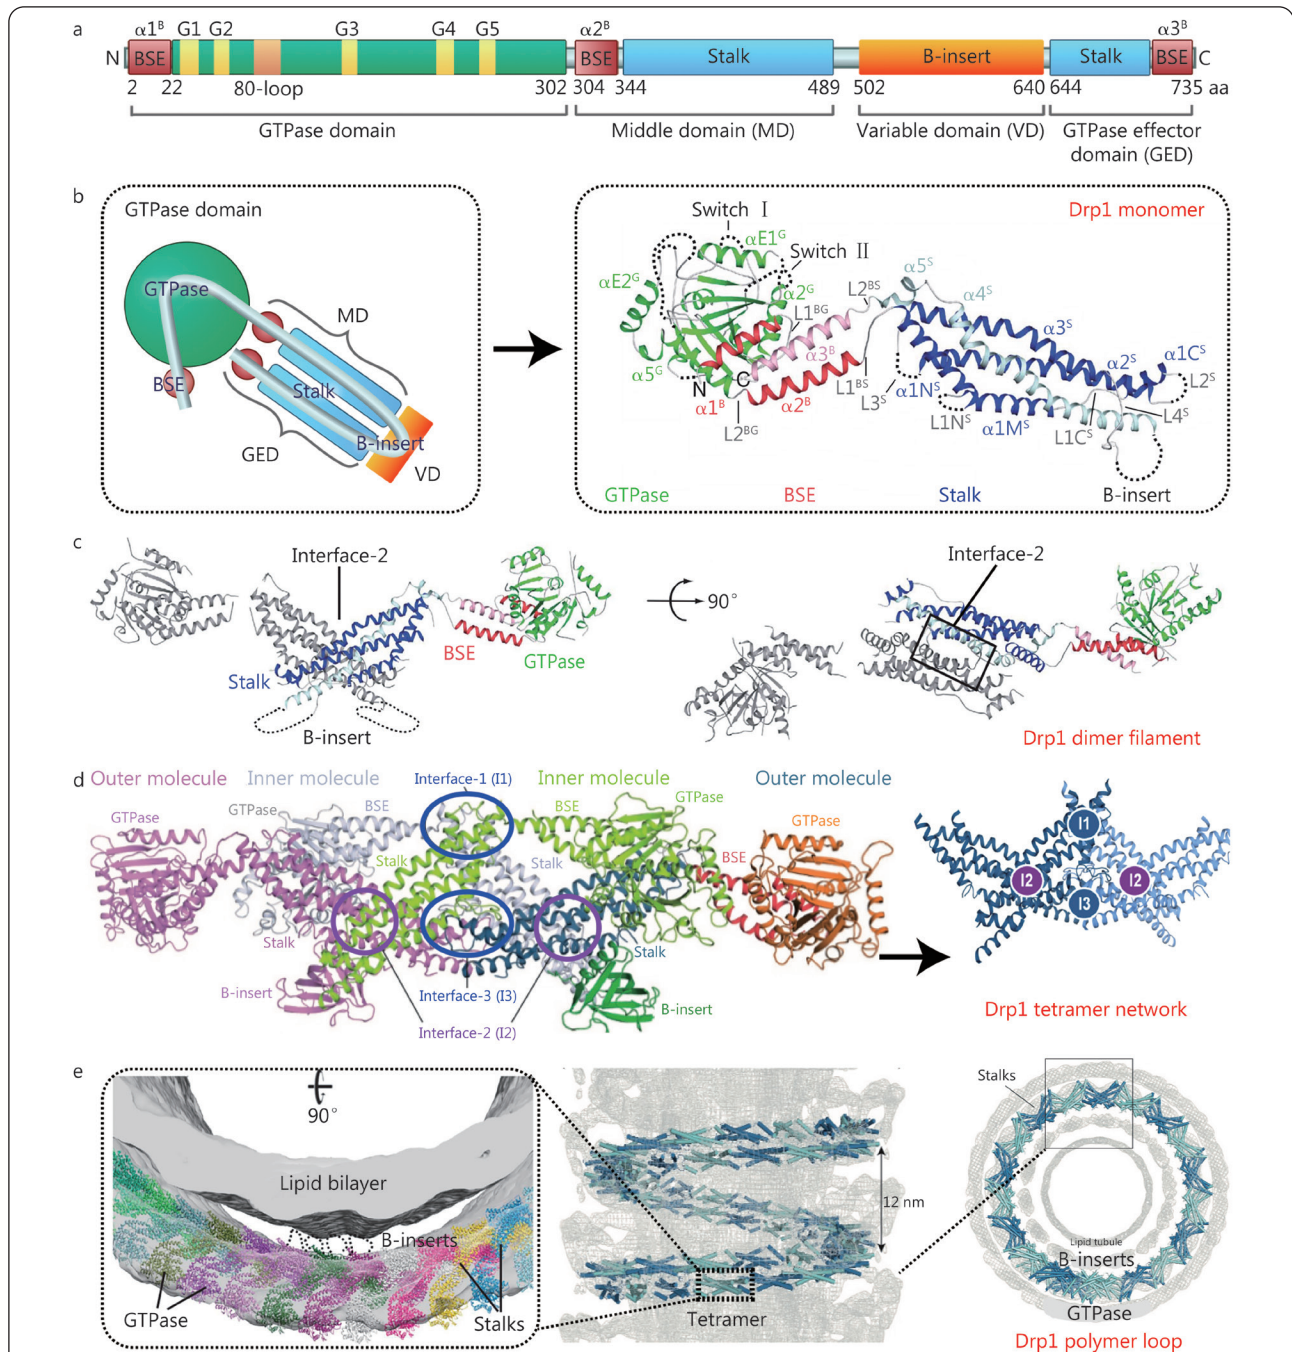 a
α1ᴮ G1 G2 G3 G4 G5 α2ᴮ α3ᴮ
N BSE BSE Stalk B-insert Stalk BSE C
2 22 80-loop 302 304 344 489 502 640 644 735 aa
GTPase domain Middle domain (MD) Variable domain (VD) GTPase effector
domain (GED)
b
GTPase domain
GTPase
MD
BSE
Stalk
B-insert
GED
VD
Switch I
Drp1 monomer
αE1ᴳ
Switch II
αE2ᴳ
α2ᴳ
L1ᴮᴳ
L2ᴮˢ
α5ˢ
α4ˢ
α3ˢ
α3ᴮ
α5ᴳ
N
C
α1ᴮ
α2ᴮ
L2ᴮᴳ
L1ᴮˢ
L3ˢ
α1Nˢ
L1Nˢ
α1Mˢ
L1Cˢ
α2ˢ
α1Cˢ
L2ˢ
L4ˢ
GTPase BSE Stalk B-insert
c
Interface-2
BSE
GTPase
Stalk
B-insert
90°
Interface-2
Drp1 dimer filament
d
Outer molecule Inner molecule Interface-1 (I1) Inner molecule Outer molecule
GTPase
GTPase
BSE
BSE
GTPase
GTPase
Stalk
Stalk
BSE
Stalk
Stalk
B-insert
Interface-3 (I3)
B-insert
Interface-2 (I2)
I1
I2 I2
I3
Drp1 tetramer network
e
90°
Lipid bilayer
B-inserts
GTPase
Stalks
12 nm
Tetramer
Stalks
Lipid tubule
B-inserts
GTPase
Drp1 polymer loop